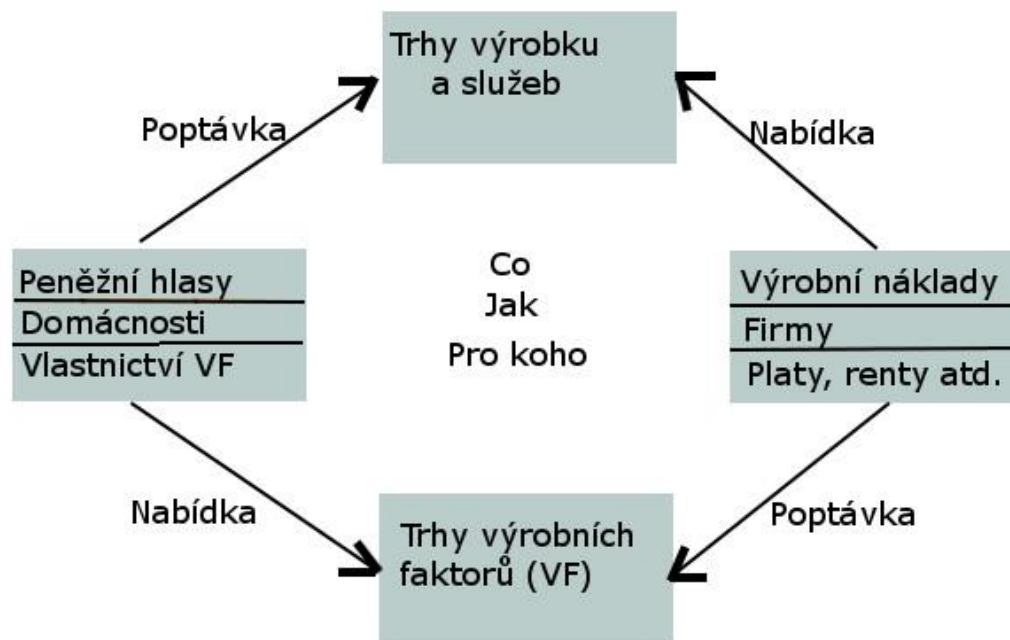 Trhy výrobku
a služeb
Poptávka
Nabídka
Peněžní hlasy
Domácnosti
Vlastnictví VF
Co
Jak
Pro koho
Výrobní náklady
Firmy
Platy, renty atd.
Nabídka
Poptávka
Trhy výrobních
faktorů (VF)